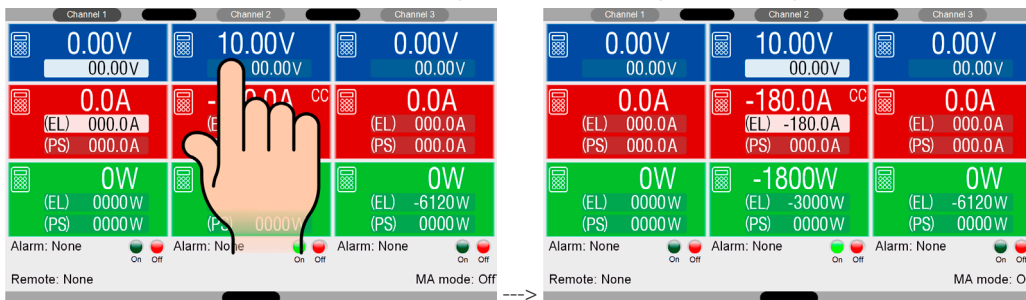 Channel 1 Channel 2 Channel 3
0.00V 10.00V 0.00V
00.00V 00.00V 00.00V
0.0A 0.0A CC 0.0A
(EL) 000.0A (EL) 000.0A
(PS) 000.0A (PS) 000.0A
0W 0W
(EL) 0000W (EL) -6120W
(PS) 0000W (PS) 0000W (PS) 0000W
Alarm: None Alarm: None Alarm: None
On Off On Off On Off
Remote: None MA mode: Off
--->
Channel 1 Channel 2 Channel 3
0.00V 10.00V 0.00V
00.00V 00.00V 00.00V
0.0A -180.0A CC 0.0A
(EL) 000.0A (EL) -180.0A (EL) 000.0A
(PS) 000.0A (PS) 000.0A (PS) 000.0A
0W -1800W 0W
(EL) 0000W (EL) -3000W (EL) -6120W
(PS) 0000W (PS) 0000W (PS) 0000W
Alarm: None Alarm: None Alarm: None
On Off On Off On
Remote: None MA mode: